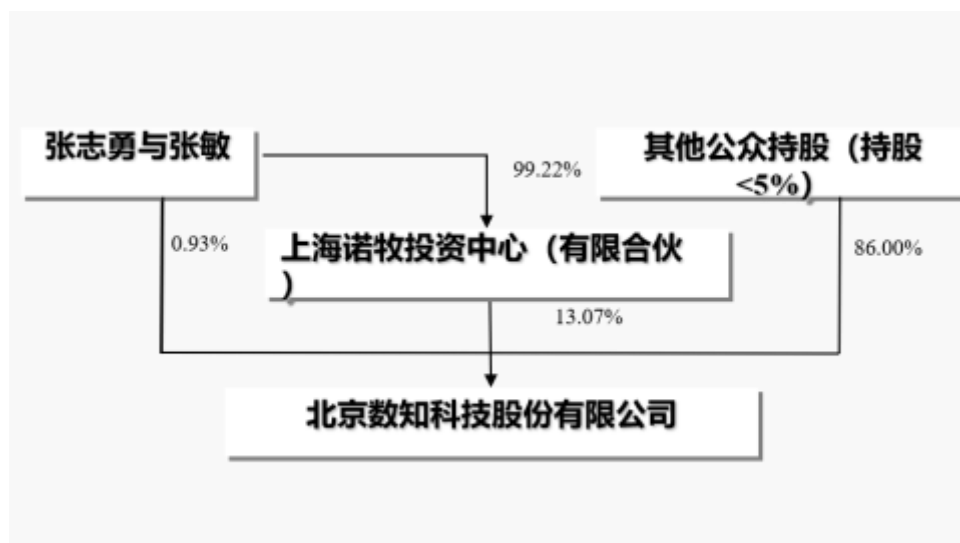 张志勇与张敏
其他公众持股（持股
<5%）
99.22%
0.93%
上海诺牧投资中心（有限合伙
）
86.00%
13.07%
北京数知科技股份有限公司